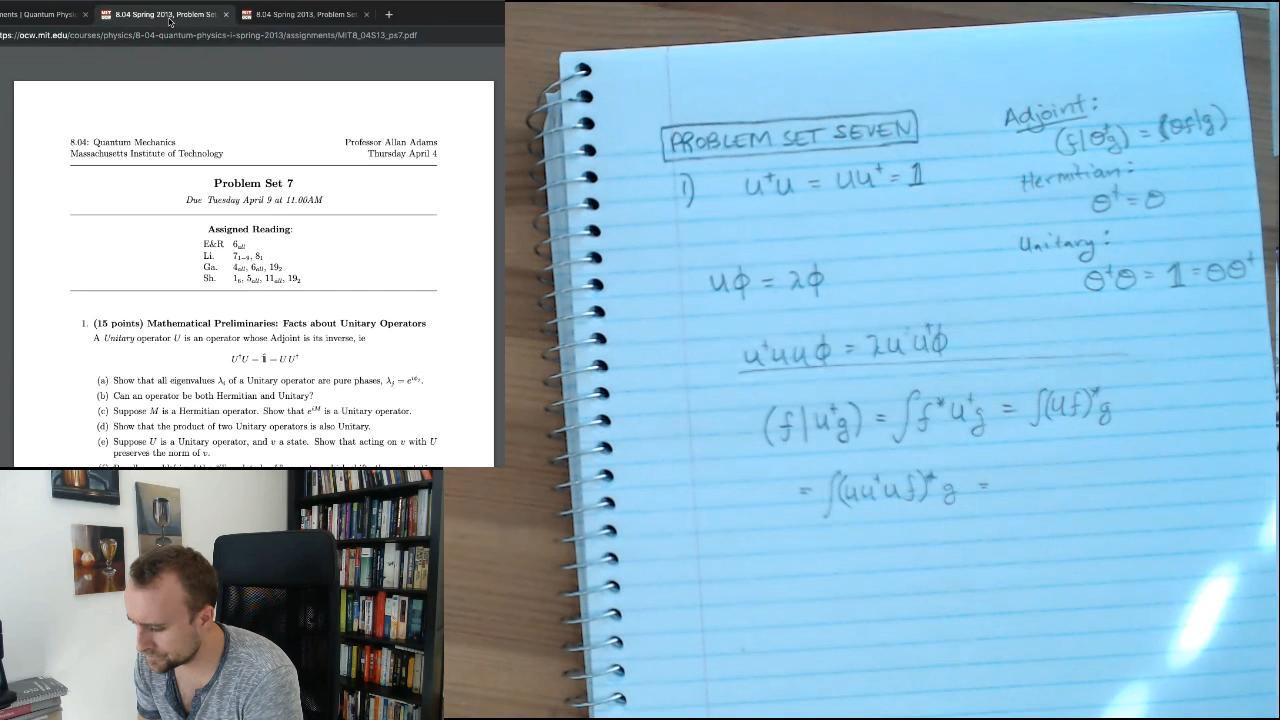 ments | Quantum Physi × 8.04 Spring 2013, Problem Set × 8.04 Spring 2013, Problem Set × +
tps://ocw.mit.edu/courses/physics/8-04-quantum-physics-i-spring-2013/assignments/MIT8_04S13_ps7.pdf
8.04: Quantum Mechanics Professor Allan Adams
Massachusetts Institute of Technology Thursday April 4
Problem Set 7
Due Tuesday April 9 at 11.00AM
Assigned Reading:
E&R 6all
Li. 7₁₋₉, 8₁
Ga. 4all, 6all, 19₂
Sh. 1₆, 5all, 11all, 19₂
1. (15 points) Mathematical Preliminaries: Facts about Unitary Operators
A Unitary operator U is an operator whose Adjoint is its inverse, ie
U†U = 𝟙̂ = U U†
(a) Show that all eigenvalues λᵢ of a Unitary operator are pure phases,
(b) Can an operator be both Hermitian and Unitary?
(c) Suppose M is a Hermitian operator. Show that e^{iM} is a Unitary operator.
(d) Show that the product of two Unitary operators is also Unitary.
(e) Suppose U is a Unitary operator, and v a state. Show that acting on v with U
preserves the norm of v.
PROBLEM SET SEVEN
1) u†u = uu† = 𝟙
uφ = λφ
u†uuφ = λu†uφ
(f|u†g) = ∫f* u†g = ∫(uf)* g
= ∫(uu†uf)* g =
Adjoint:
(f|θ†g) = (θf|g)
Hermitian:
θ† = θ
Unitary:
θ†θ = 𝟙 = θθ†